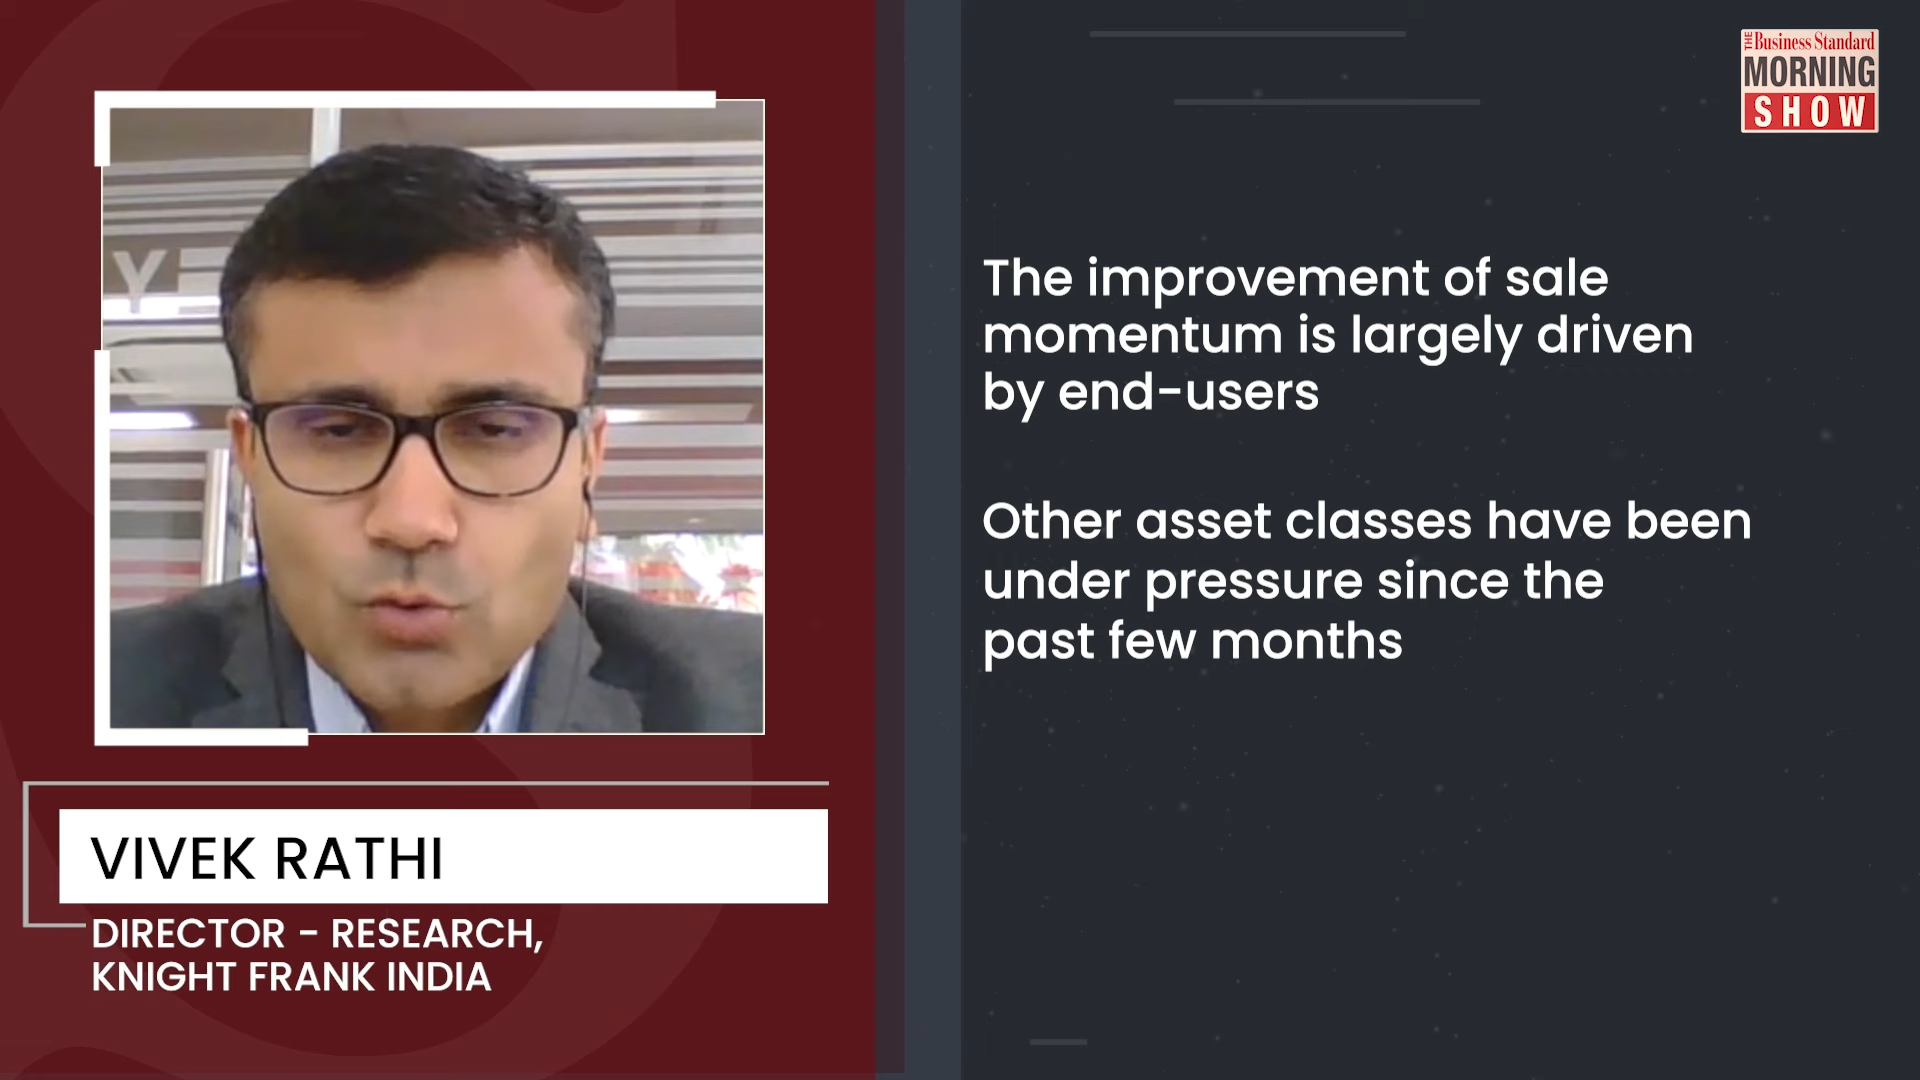 THE Business Standard
MORNING
SHOW
Y
The improvement of sale
momentum is largely driven
by end-users
Other asset classes have been
under pressure since the
past few months
VIVEK RATHI
DIRECTOR - RESEARCH,
KNIGHT FRANK INDIA